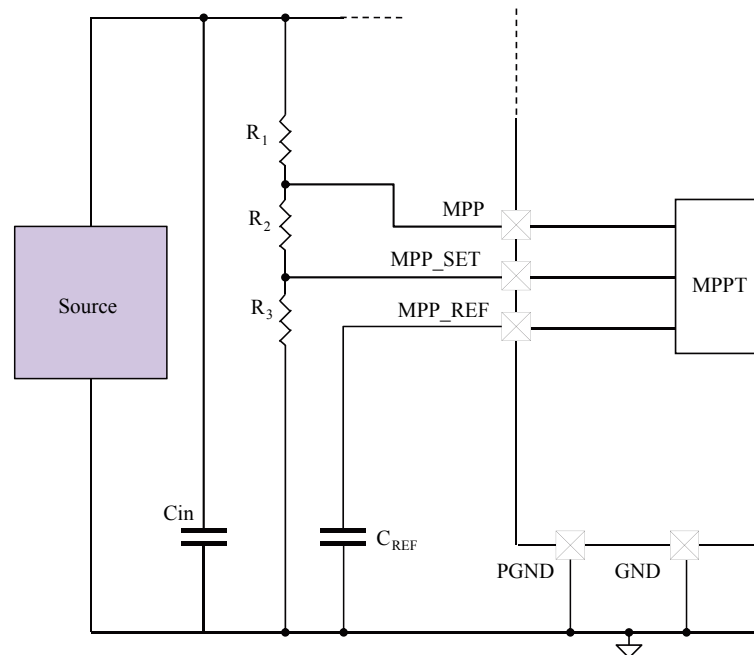 R1
MPP
R2
MPP_SET
MPPT
Source
R3
MPP_REF
Cin
CREF
PGND
GND